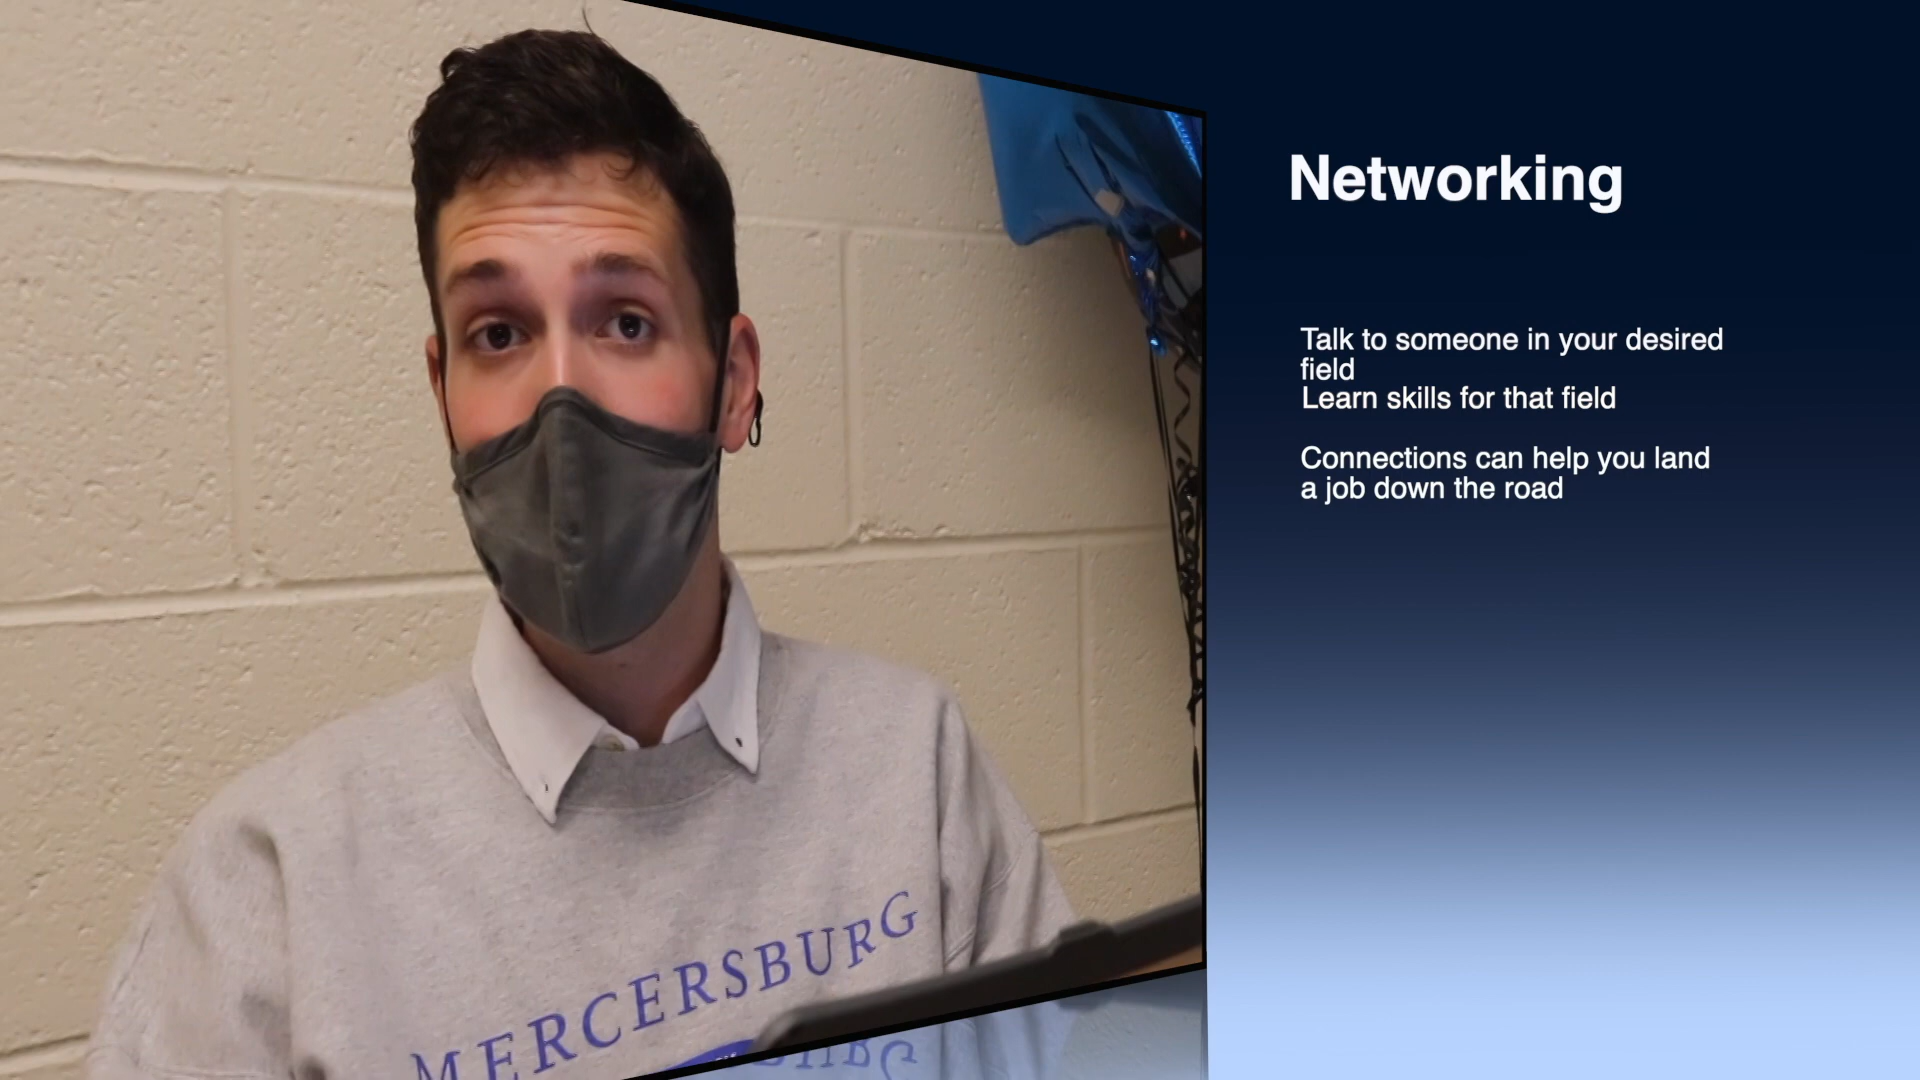 Networking
Talk to someone in your desired
field
Learn skills for that field
Connections can help you land
a job down the road
MERCERSBURG